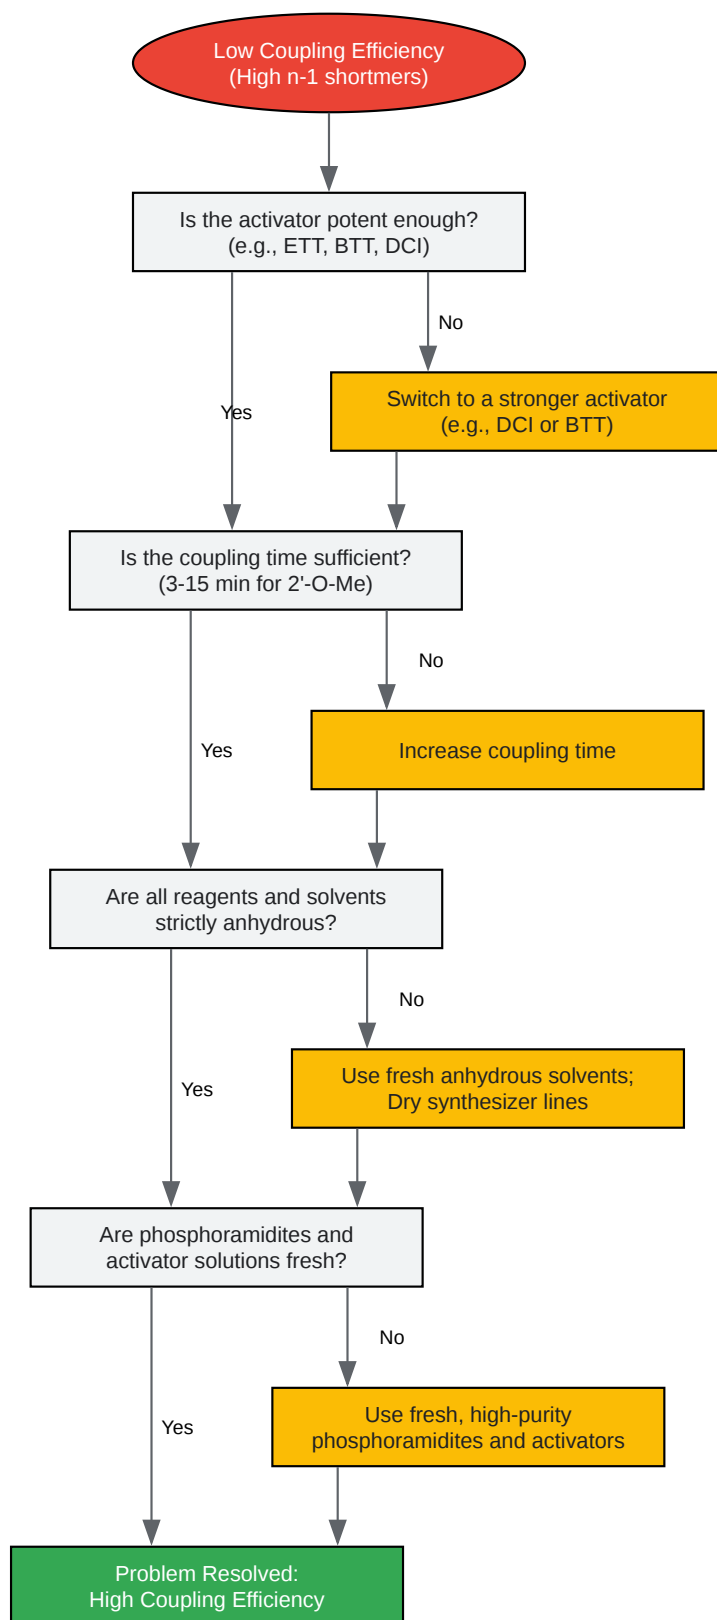 Low Coupling Efficiency
(High n-1 shortmers)
Is the activator potent enough?
(e.g., ETT, BTT, DCI)
No
Switch to a stronger activator
(e.g., DCI or BTT)
Yes
Is the coupling time sufficient?
(3-15 min for 2'-O-Me)
No
Increase coupling time
Yes
Are all reagents and solvents
strictly anhydrous?
No
Use fresh anhydrous solvents;
Dry synthesizer lines
Yes
Are phosphoramidites and
activator solutions fresh?
No
Use fresh, high-purity
phosphoramidites and activators
Yes
Problem Resolved:
High Coupling Efficiency